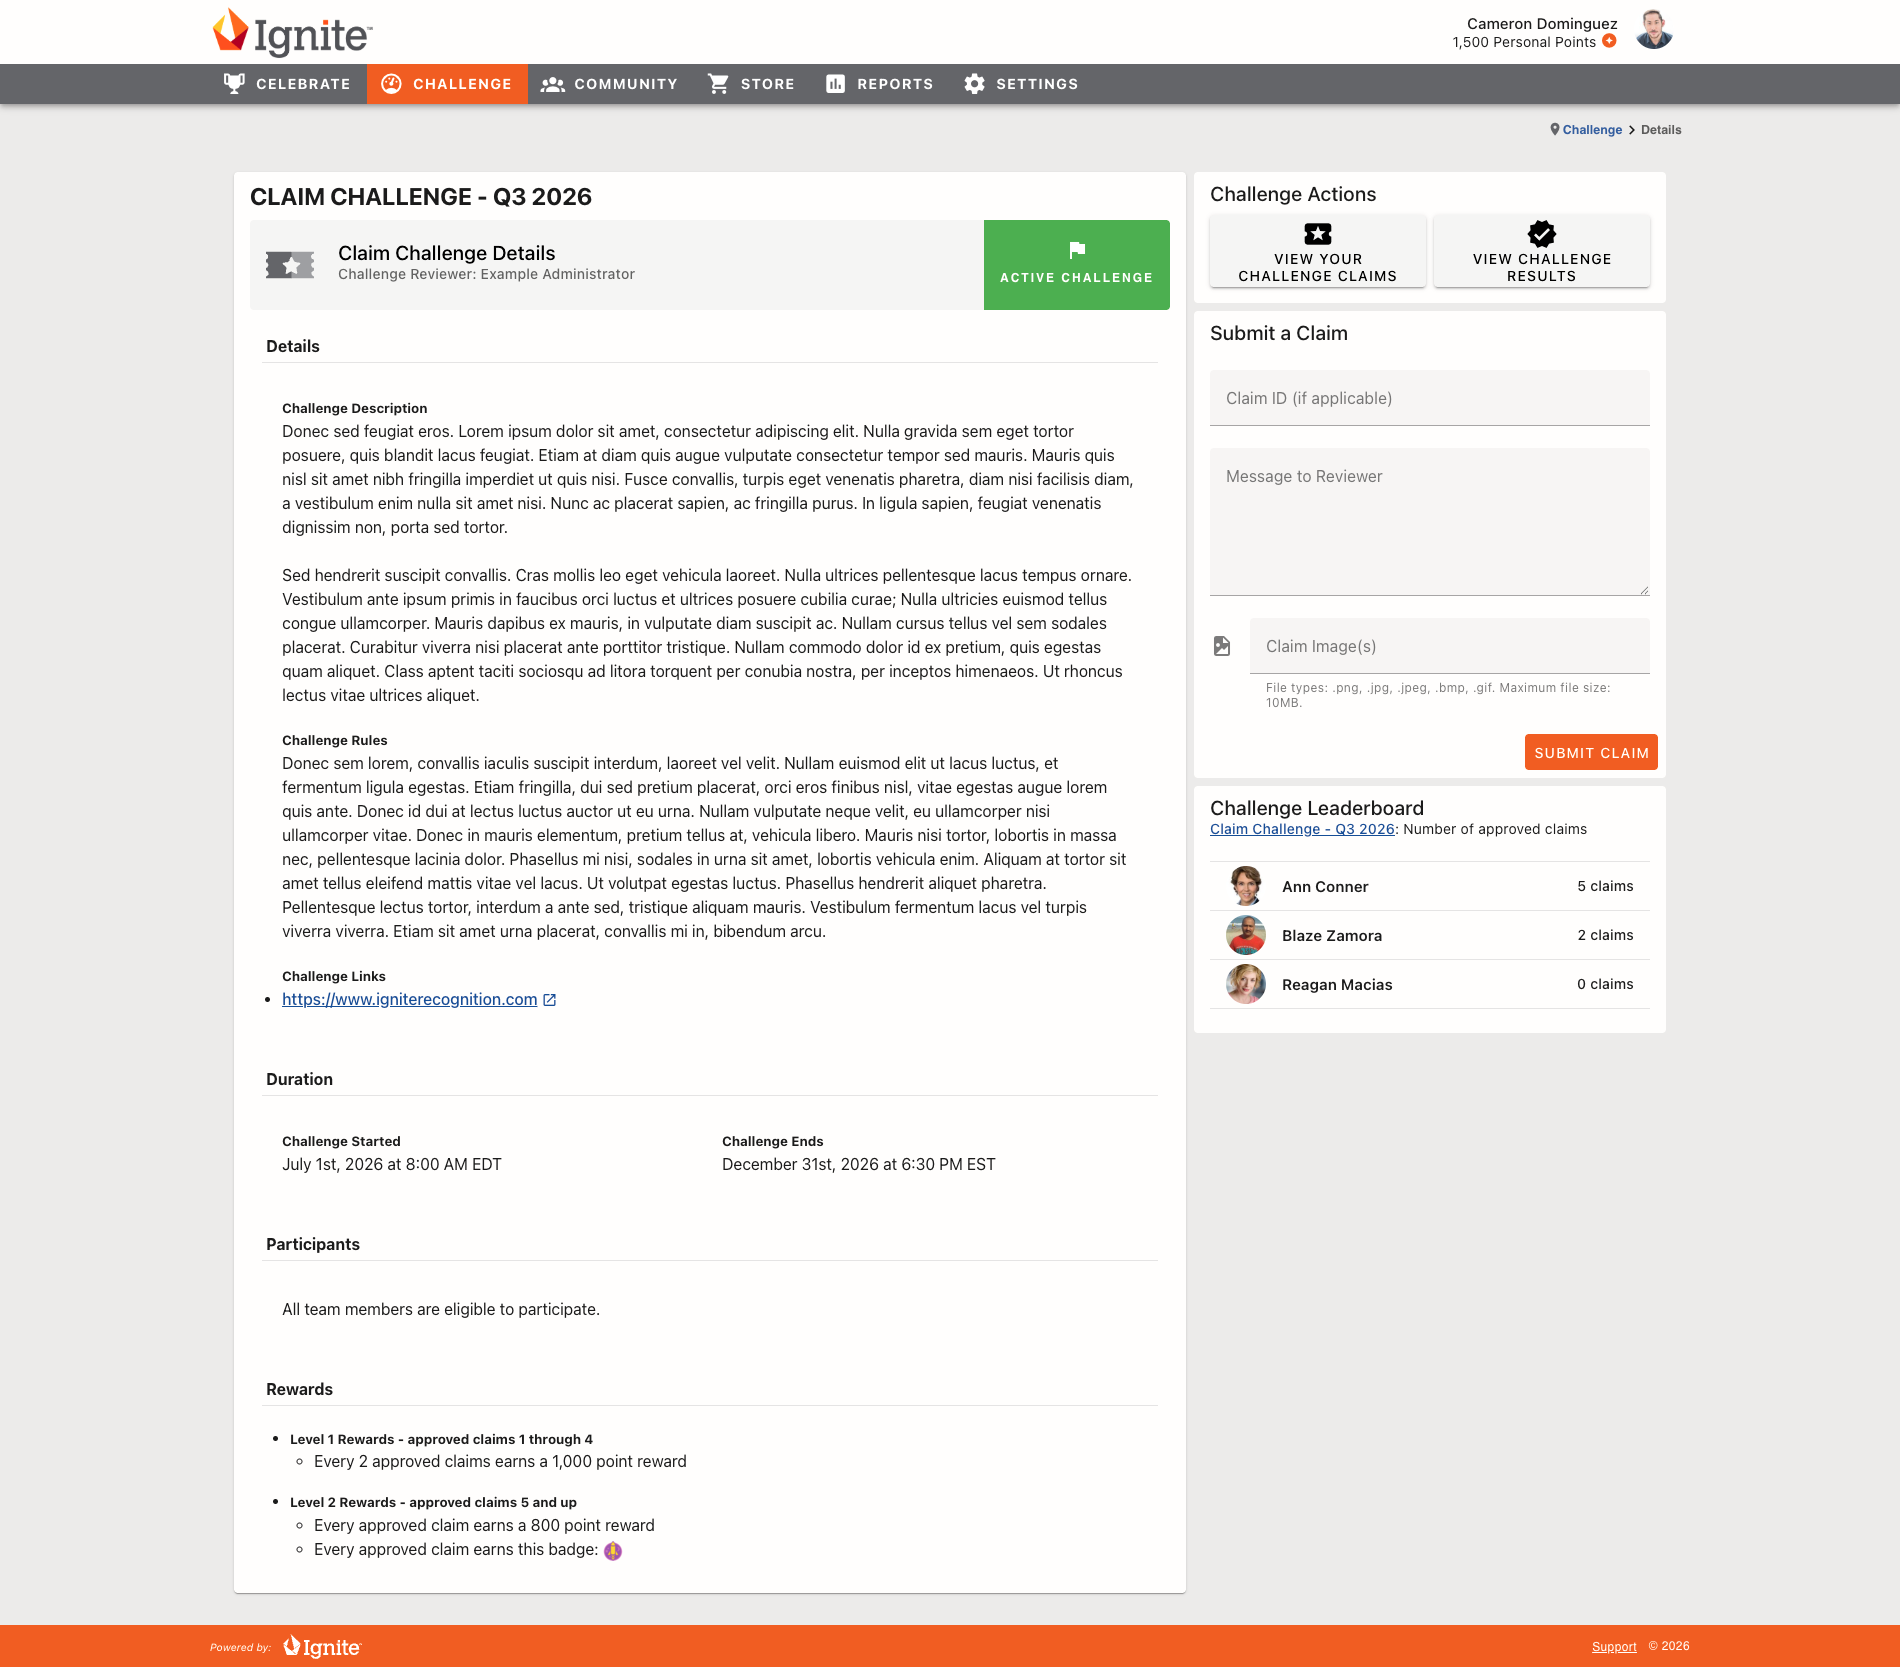 Ignite™
Cameron Dominguez
1,500 Personal Points
CELEBRATE
CHALLENGE
COMMUNITY
STORE
REPORTS
SETTINGS
Challenge
Details
CLAIM CHALLENGE - Q3 2026
Claim Challenge Details
Challenge Reviewer: Example Administrator
ACTIVE CHALLENGE
Details
Challenge Description
Donec sed feugiat eros. Lorem ipsum dolor sit amet, consectetur adipiscing elit. Nulla gravida sem eget tortor
posuere, quis blandit lacus feugiat. Etiam at diam quis augue vulputate consectetur tempor sed mauris. Mauris quis
nisl sit amet nibh fringilla imperdiet ut quis nisi. Fusce convallis, turpis eget venenatis pharetra, diam nisi facilisis diam,
a vestibulum enim nulla sit amet nisi. Nunc ac placerat sapien, ac fringilla purus. In ligula sapien, feugiat venenatis
dignissim non, porta sed tortor.
Sed hendrerit suscipit convallis. Cras mollis leo eget vehicula laoreet. Nulla ultrices pellentesque lacus tempus ornare.
Vestibulum ante ipsum primis in faucibus orci luctus et ultrices posuere cubilia curae; Nulla ultricies euismod tellus
congue ullamcorper. Mauris dapibus ex mauris, in vulputate diam suscipit ac. Nullam cursus tellus vel sem sodales
placerat. Curabitur viverra nisi placerat ante porttitor tristique. Nullam commodo dolor id ex pretium, quis egestas
quam aliquet. Class aptent taciti sociosqu ad litora torquent per conubia nostra, per inceptos himenaeos. Ut rhoncus
lectus vitae ultrices aliquet.
Challenge Rules
Donec sem lorem, convallis iaculis suscipit interdum, laoreet vel velit. Nullam euismod elit ut lacus luctus, et
fermentum ligula egestas. Etiam fringilla, dui sed pretium placerat, orci eros finibus nisl, vitae egestas augue lorem
quis ante. Donec id dui at lectus luctus auctor ut eu urna. Nullam vulputate neque velit, eu ullamcorper nisi
ullamcorper vitae. Donec in mauris elementum, pretium tellus at, vehicula libero. Mauris nisi tortor, lobortis in massa
nec, pellentesque lacinia dolor. Phasellus mi nisi, sodales in urna sit amet, lobortis vehicula enim. Aliquam at tortor sit
amet tellus eleifend mattis vitae vel lacus. Ut volutpat egestas luctus. Phasellus hendrerit aliquet pharetra.
Pellentesque lectus tortor, interdum a ante sed, tristique aliquam mauris. Vestibulum fermentum lacus vel turpis
viverra viverra. Etiam sit amet urna placerat, convallis mi in, bibendum arcu.
Challenge Links
https://www.igniterecognition.com
Duration
Challenge Started
July 1st, 2026 at 8:00 AM EDT
Challenge Ends
December 31st, 2026 at 6:30 PM EST
Participants
All team members are eligible to participate.
Rewards
Level 1 Rewards - approved claims 1 through 4
Every 2 approved claims earns a 1,000 point reward
Level 2 Rewards - approved claims 5 and up
Every approved claim earns a 800 point reward
Every approved claim earns this badge:
Challenge Actions
VIEW YOUR
CHALLENGE CLAIMS
VIEW CHALLENGE
RESULTS
Submit a Claim
Claim ID (if applicable)
Message to Reviewer
Claim Image(s)
File types: .png, .jpg, .jpeg, .bmp, .gif. Maximum file size:
10MB.
SUBMIT CLAIM
Challenge Leaderboard
Claim Challenge - Q3 2026: Number of approved claims
Ann Conner 5 claims
Blaze Zamora 2 claims
Reagan Macias 0 claims
Powered by: Ignite
Support © 2026